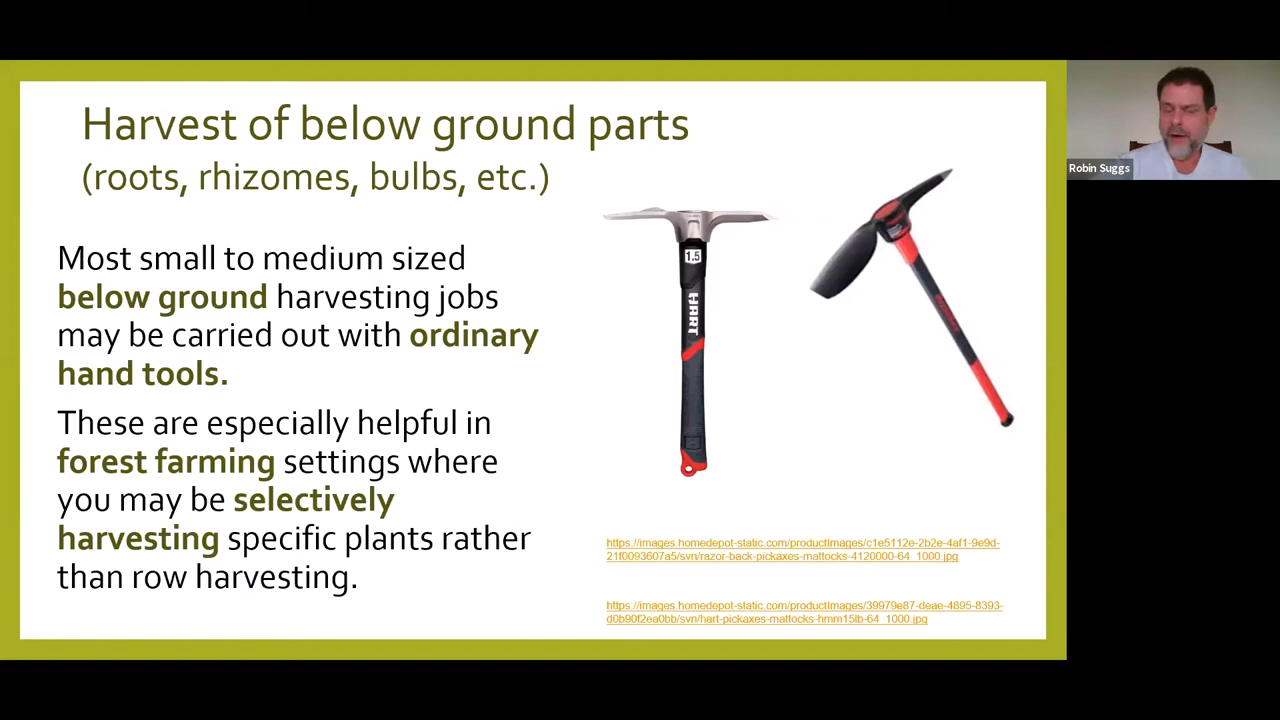 Harvest of below ground parts
(roots, rhizomes, bulbs, etc.)
Most small to medium sized
below ground harvesting jobs
may be carried out with ordinary
hand tools.
These are especially helpful in
forest farming settings where
you may be selectively
harvesting specific plants rather
than row harvesting.
1.5
HART
https://images.homedepot-static.com/productImages/c1e5112e-2b2e-4af1-9e9d-
21f0093607a5/svn/razor-back-pickaxes-mattocks-4120000-64_1000.jpg
https://images.homedepot-static.com/productImages/39979e87-deae-4895-8393-
d0b90f2ea0bb/svn/hart-pickaxes-mattocks-hmm15lb-64_1000.jpg
Robin Suggs